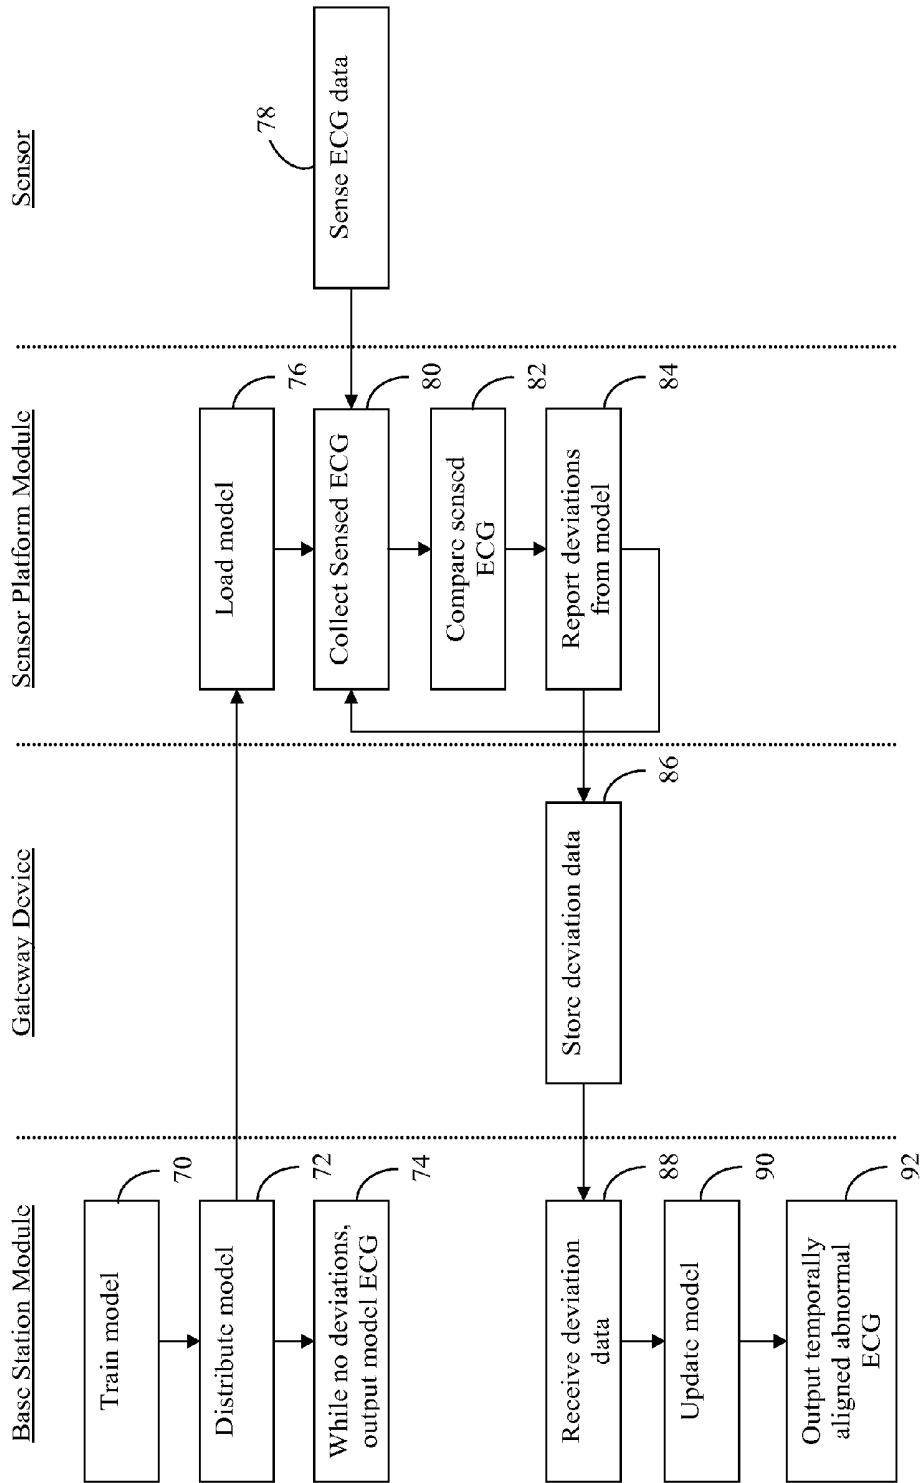 Base Station Module
Gateway Device
Sensor Platform Module
Sensor
Train model
70
Distribute model
72
While no deviations,
output model ECG
74
Load model
76
Sense ECG data
78
Collect Sensed ECG
80
Compare sensed
ECG
82
Report deviations
from model
84
Store deviation data
86
Receive deviation
data
88
Update model
90
Output temporally
aligned abnormal
ECG
92